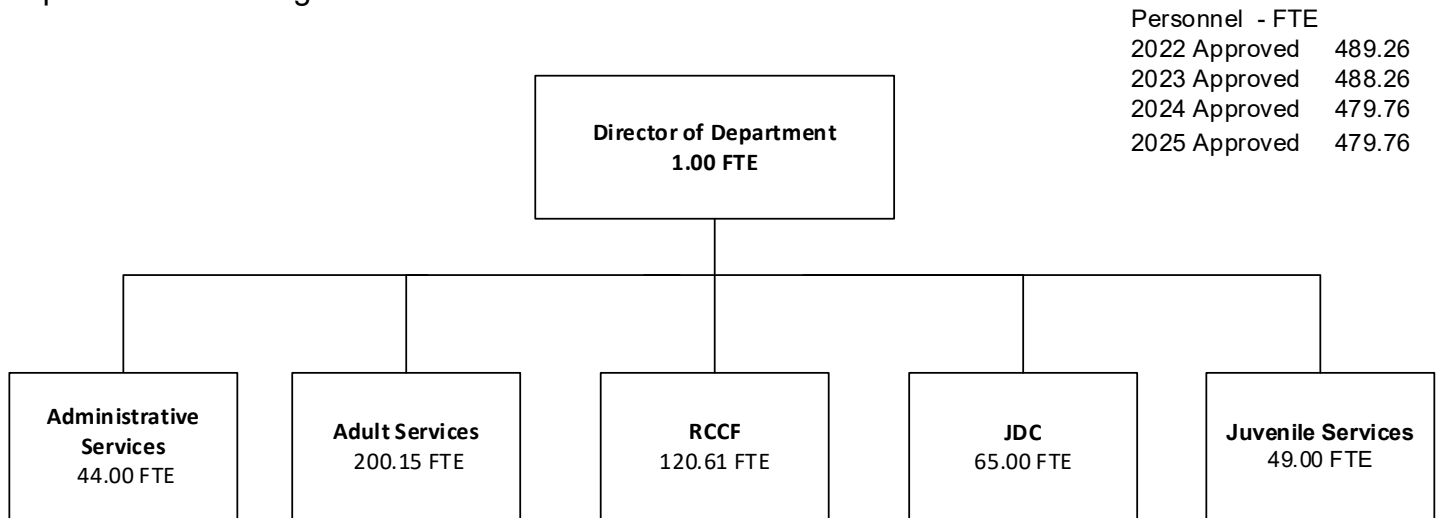 Personnel - FTE
2022 Approved 489.26
2023 Approved 488.26
2024 Approved 479.76
2025 Approved 479.76
Director of Department
1.00 FTE
Administrative
Services
44.00 FTE
Adult Services
200.15 FTE
RCCF
120.61 FTE
JDC
65.00 FTE
Juvenile Services
49.00 FTE